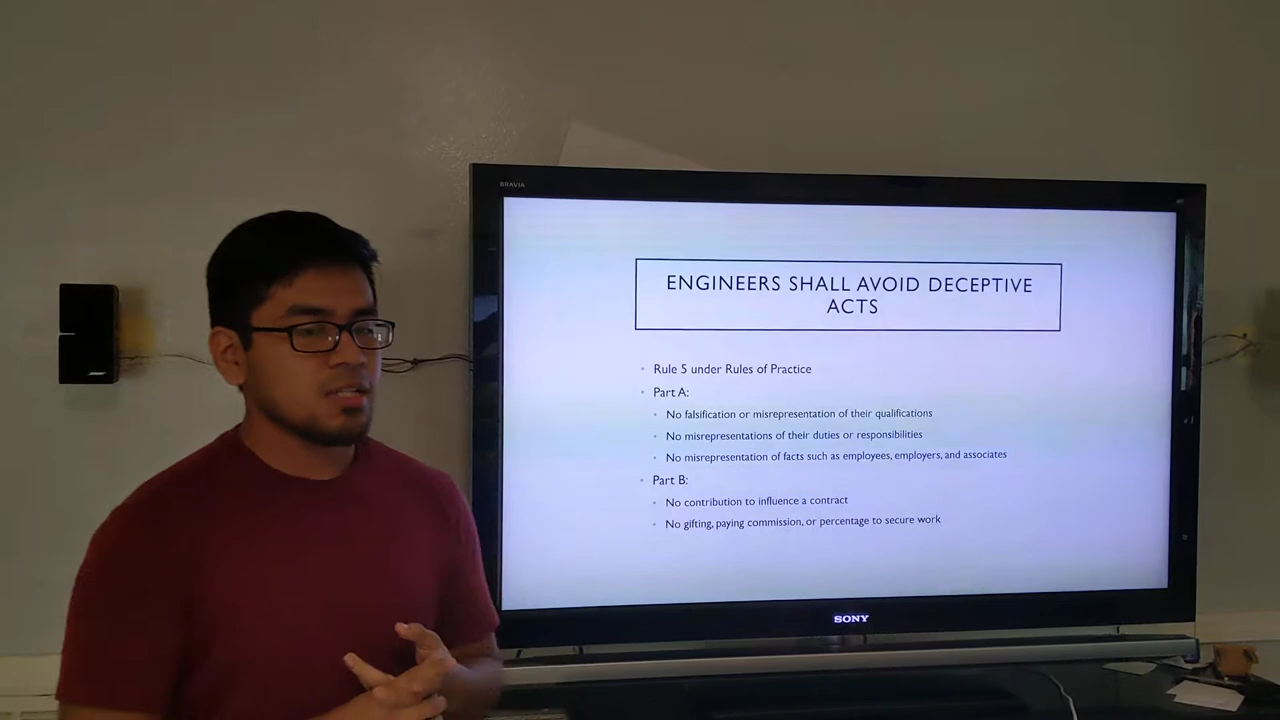 BRAVIA
ENGINEERS SHALL AVOID DECEPTIVE
ACTS
Rule 5 under Rules of Practice
Part A:
No falsification or misrepresentation of their qualifications
No misrepresentations of their duties or responsibilities
No misrepresentation of facts such as employees, employers, and associates
Part B:
No contribution to influence a contract
No gifting, paying commission, or percentage to secure work
SONY